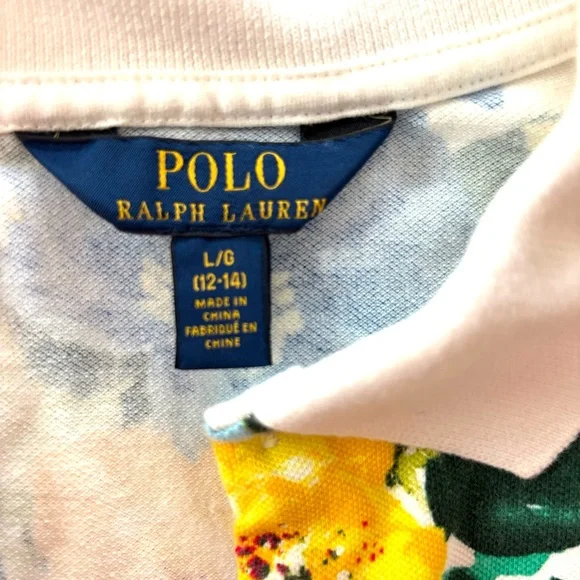 POLO
RALPH LAUREN
L/G
(12-14)
MADE IN
CHINA
FABRIQUÉ EN
CHINE